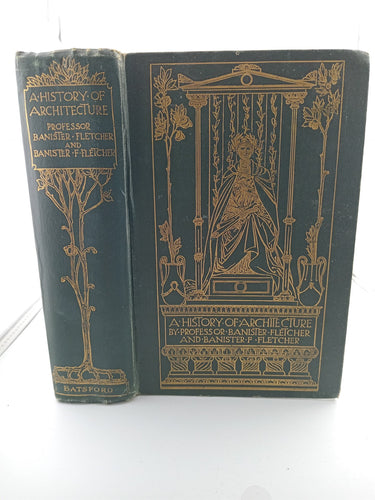 A·HISTORY·OF
ARCHITECTURE
PROFESSOR
BANISTER·FLETCHER
AND
BANISTER·F·FLETCHER
BATSFORD
A·HISTORY·OF·ARCHITECTURE
BY·PROFESSOR·BANISTER·FLETCHER
AND·BANISTER·F·FLETCHER